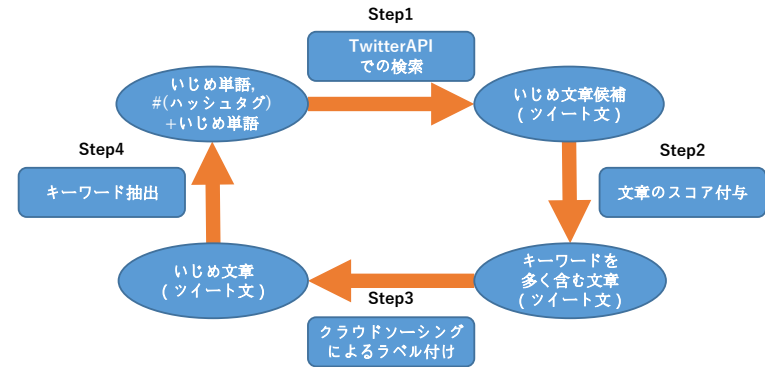 Step1
TwitterAPI
での検索
いじめ単語,
#(ハッシュタグ)
+いじめ単語
いじめ文章候補
(ツイート文)
Step4
Step2
キーワード抽出
文章のスコア付与
いじめ文章
(ツイート文)
キーワードを
多く含む文章
(ツイート文)
Step3
クラウドソーシング
によるラベル付け